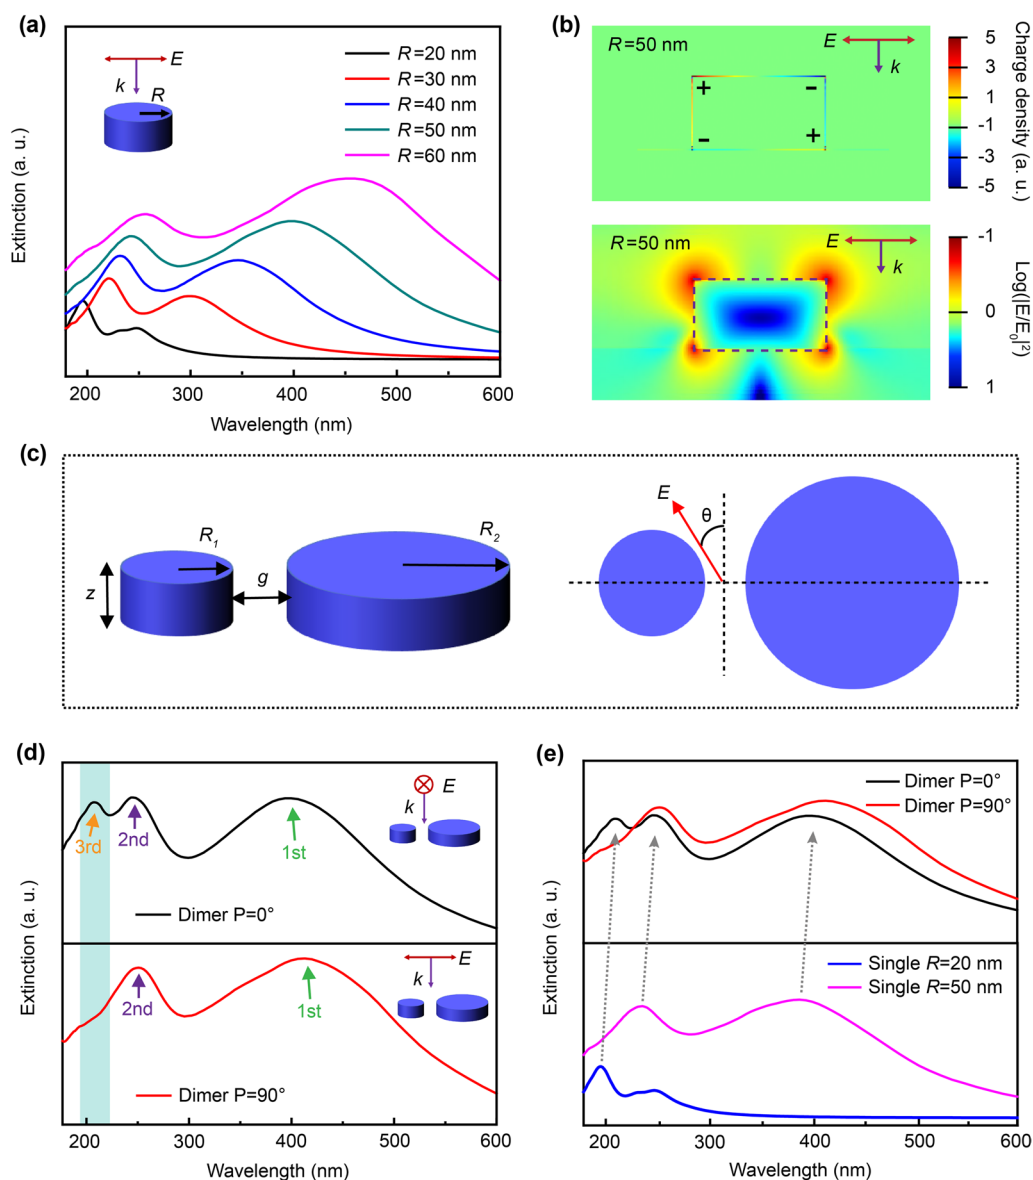 (a)
E
k
R
R=20 nm
R=30 nm
R=40 nm
R=50 nm
R=60 nm
Extinction (a. u.)
200 300 400 500 600
Wavelength (nm)
(b)
R=50 nm
E
k
+ -
- +
5
3
1
-1
-3
-5
Charge density (a. u.)
R=50 nm
E
k
-1
0
1
Log(|E/E0|²)
(c)
R1
R2
z
g
E
θ
(d)
3rd
2nd
1st
E
k
Dimer P=0°
2nd
1st
E
k
Dimer P=90°
Extinction (a. u.)
200 300 400 500 600
Wavelength (nm)
(e)
Dimer P=0°
Dimer P=90°
Single R=20 nm
Single R=50 nm
Extinction (a. u.)
200 300 400 500 600
Wavelength (nm)